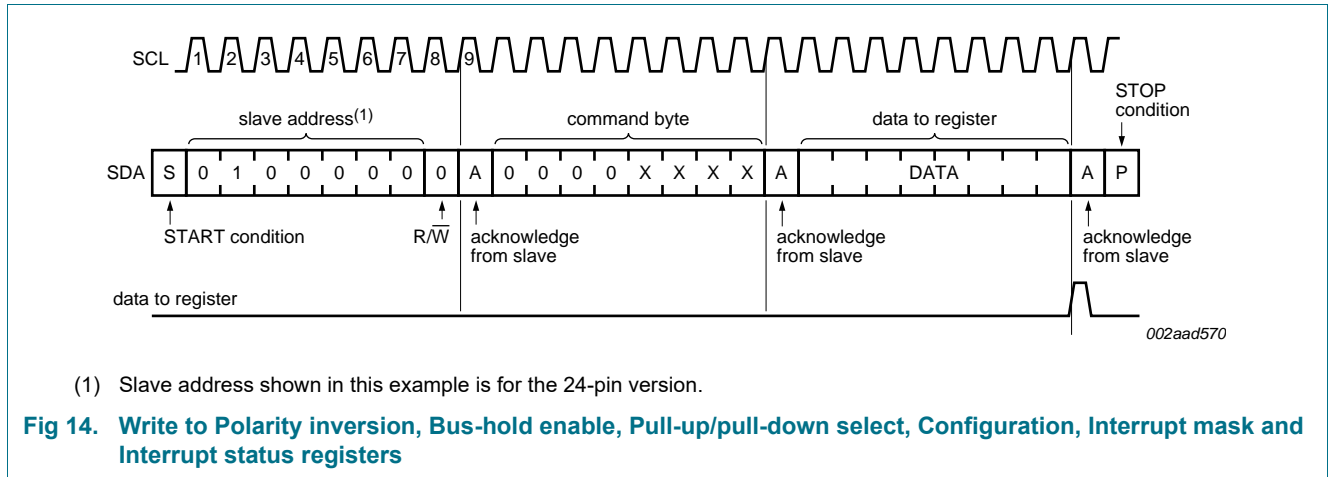 SCL 1 2 3 4 5 6 7 8 9
STOP
condition
slave address(1) command byte data to register
SDA S 0 1 0 0 0 0 0 0 A 0 0 0 0 X X X X A DATA A P
START condition R/W̅ acknowledge acknowledge acknowledge
from slave from slave from slave
data to register
002aad570
(1) Slave address shown in this example is for the 24-pin version.
Fig 14. Write to Polarity inversion, Bus-hold enable, Pull-up/pull-down select, Configuration, Interrupt mask and
Interrupt status registers